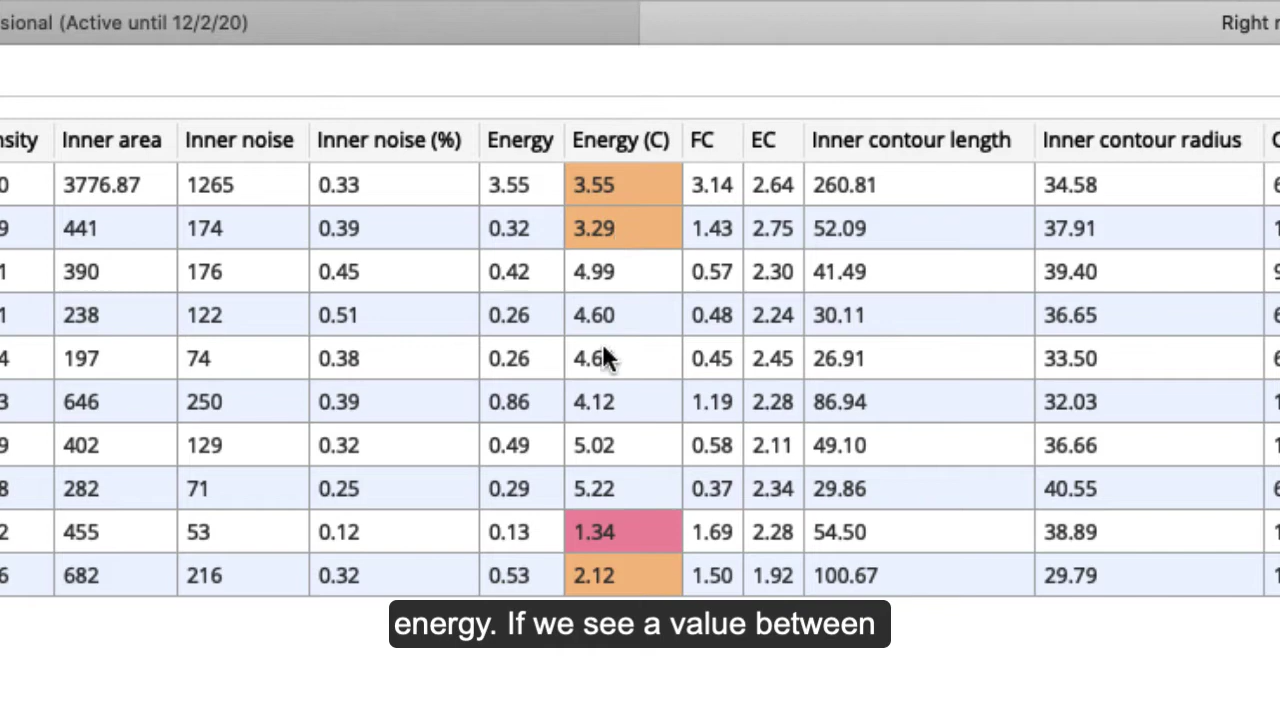 sional (Active until 12/2/20)
Right
nsity Inner area Inner noise Inner noise (%) Energy Energy (C) FC EC Inner contour length Inner contour radius
0 3776.87 1265 0.33 3.55 3.55 3.14 2.64 260.81 34.58
9 441 174 0.39 0.32 3.29 1.43 2.75 52.09 37.91
1 390 176 0.45 0.42 4.99 0.57 2.30 41.49 39.40
1 238 122 0.51 0.26 4.60 0.48 2.24 30.11 36.65
4 197 74 0.38 0.26 0.45 2.45 26.91 33.50
3 646 250 0.39 0.86 4.12 1.19 2.28 86.94 32.03
9 402 129 0.32 0.49 5.02 0.58 2.11 49.10 36.66
8 282 71 0.25 0.29 5.22 0.37 2.34 29.86 40.55
2 455 53 0.12 0.13 1.34 1.69 2.28 54.50 38.89
6 682 216 0.32 0.53 2.12 1.50 1.92 100.67 29.79
energy. If we see a value between